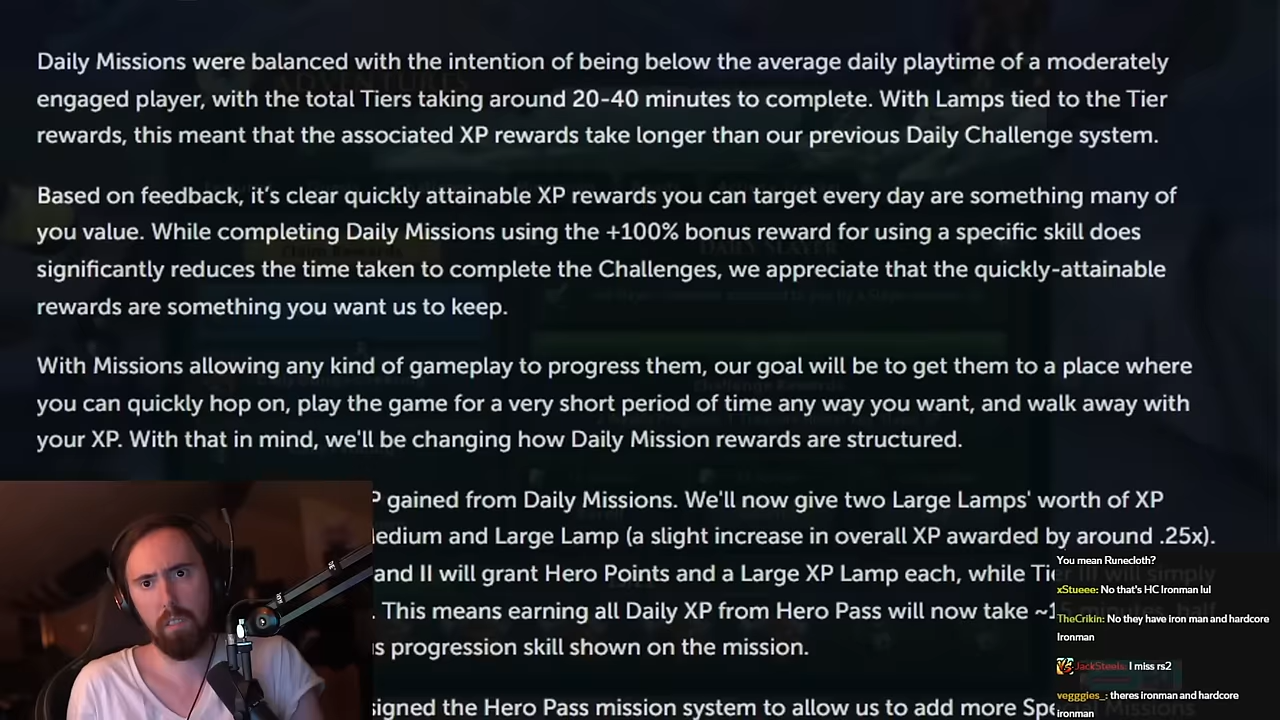 Daily Missions were balanced with the intention of being below the average daily playtime of a moderately
engaged player, with the total Tiers taking around 20-40 minutes to complete. With Lamps tied to the Tier
rewards, this meant that the associated XP rewards take longer than our previous Daily Challenge system.
Based on feedback, it's clear quickly attainable XP rewards you can target every day are something many of
you value. While completing Daily Missions using the +100% bonus reward for using a specific skill does
significantly reduces the time taken to complete the Challenges, we appreciate that the quickly-attainable
rewards are something you want us to keep.
With Missions allowing any kind of gameplay to progress them, our goal will be to get them to a place where
you can quickly hop on, play the game for a very short period of time any way you want, and walk away with
your XP. With that in mind, we'll be changing how Daily Mission rewards are structured.
P gained from Daily Missions. We'll now give two Large Lamps' worth of XP
edium and Large Lamp (a slight increase in overall XP awarded by around .25x).
and II will grant Hero Points and a Large XP Lamp each, while Tier III will simply
. This means earning all Daily XP from Hero Pass will now take ~15 minutes, half
s progression skill shown on the mission.
igned the Hero Pass mission system to allow us to add more Special Missions
You mean Runecloth?
xStueee: No that's HC Ironman lul
TheCrikin: No they have iron man and hardcore
Ironman
JackSteels: I miss rs2
vegggies_: theres ironman and hardcore
ironman